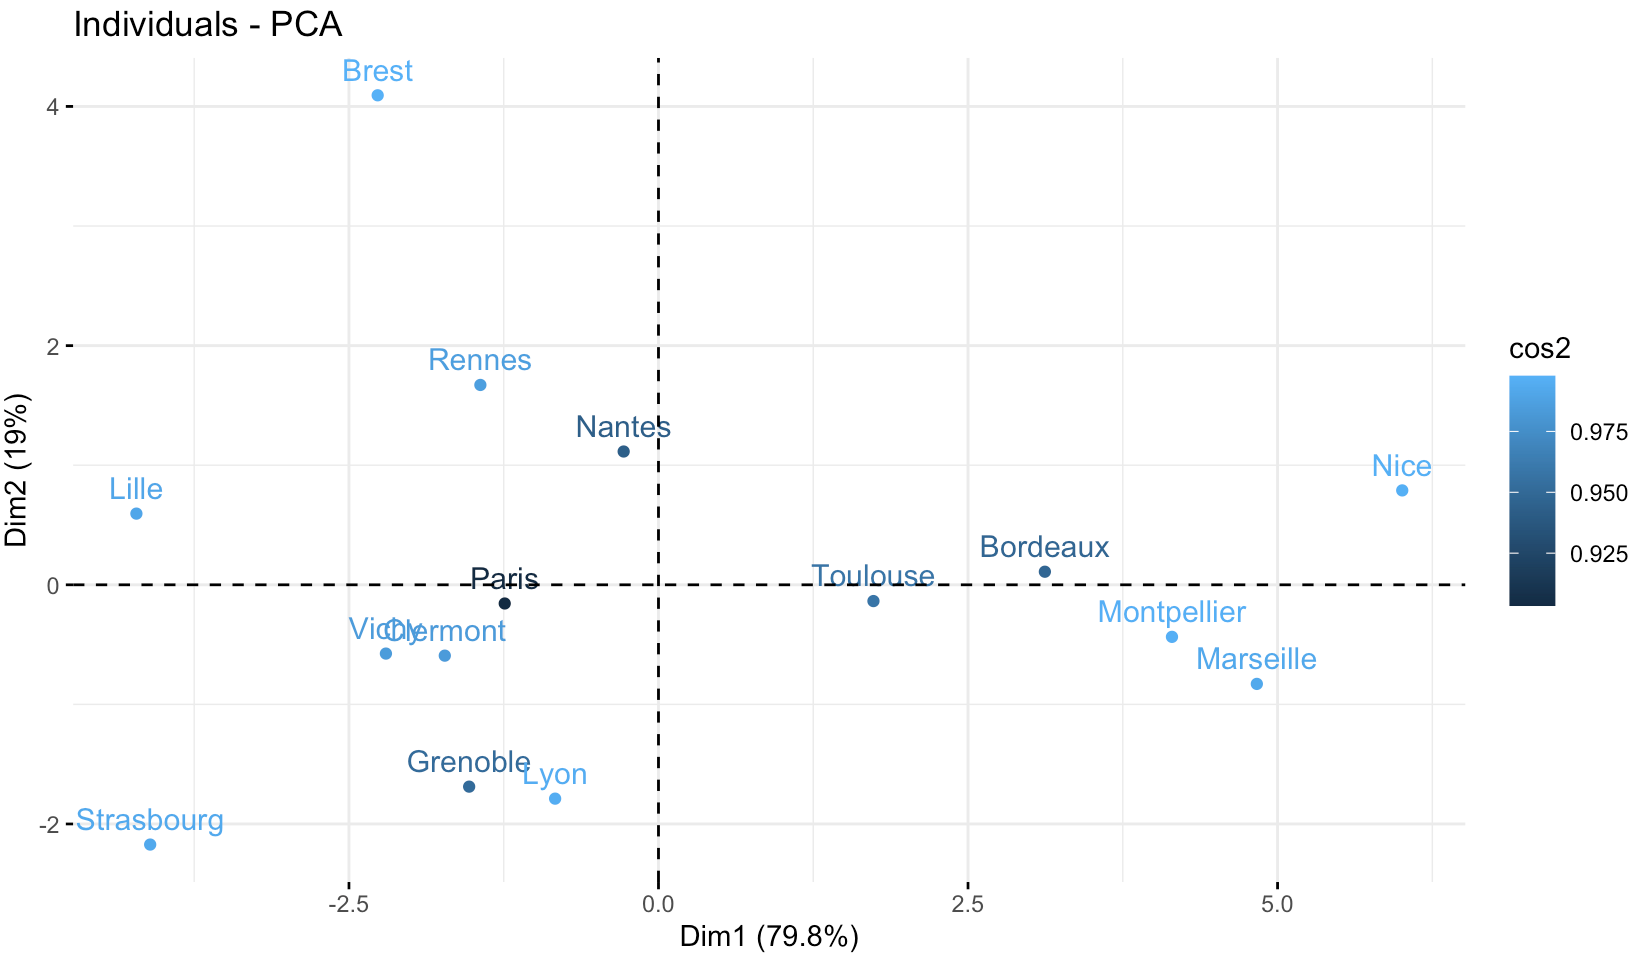 Individuals - PCA
Brest
Rennes
Nantes
Lille
Nice
Bordeaux
Paris
Toulouse
Vichy
Clermont
Montpellier
Marseille
Grenoble
Lyon
Strasbourg
4
2
0
-2
Dim2 (19%)
-2.5
0.0
2.5
5.0
Dim1 (79.8%)
cos2
0.975
0.950
0.925